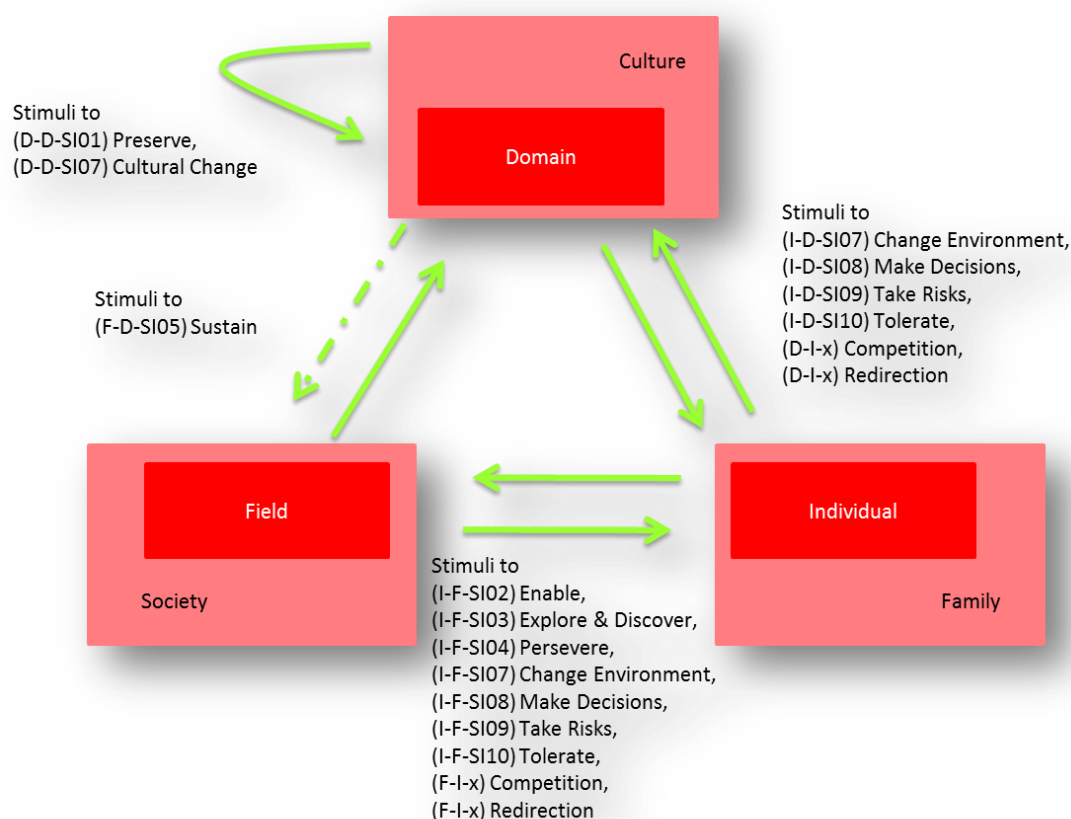 Culture
Domain
Stimuli to
(D-D-SI01) Preserve,
(D-D-SI07) Cultural Change
Stimuli to
(I-D-SI07) Change Environment,
(I-D-SI08) Make Decisions,
(I-D-SI09) Take Risks,
(I-D-SI10) Tolerate,
(D-I-x) Competition,
(D-I-x) Redirection
Stimuli to
(F-D-SI05) Sustain
Field
Society
Individual
Family
Stimuli to
(I-F-SI02) Enable,
(I-F-SI03) Explore & Discover,
(I-F-SI04) Persevere,
(I-F-SI07) Change Environment,
(I-F-SI08) Make Decisions,
(I-F-SI09) Take Risks,
(I-F-SI10) Tolerate,
(F-I-x) Competition,
(F-I-x) Redirection